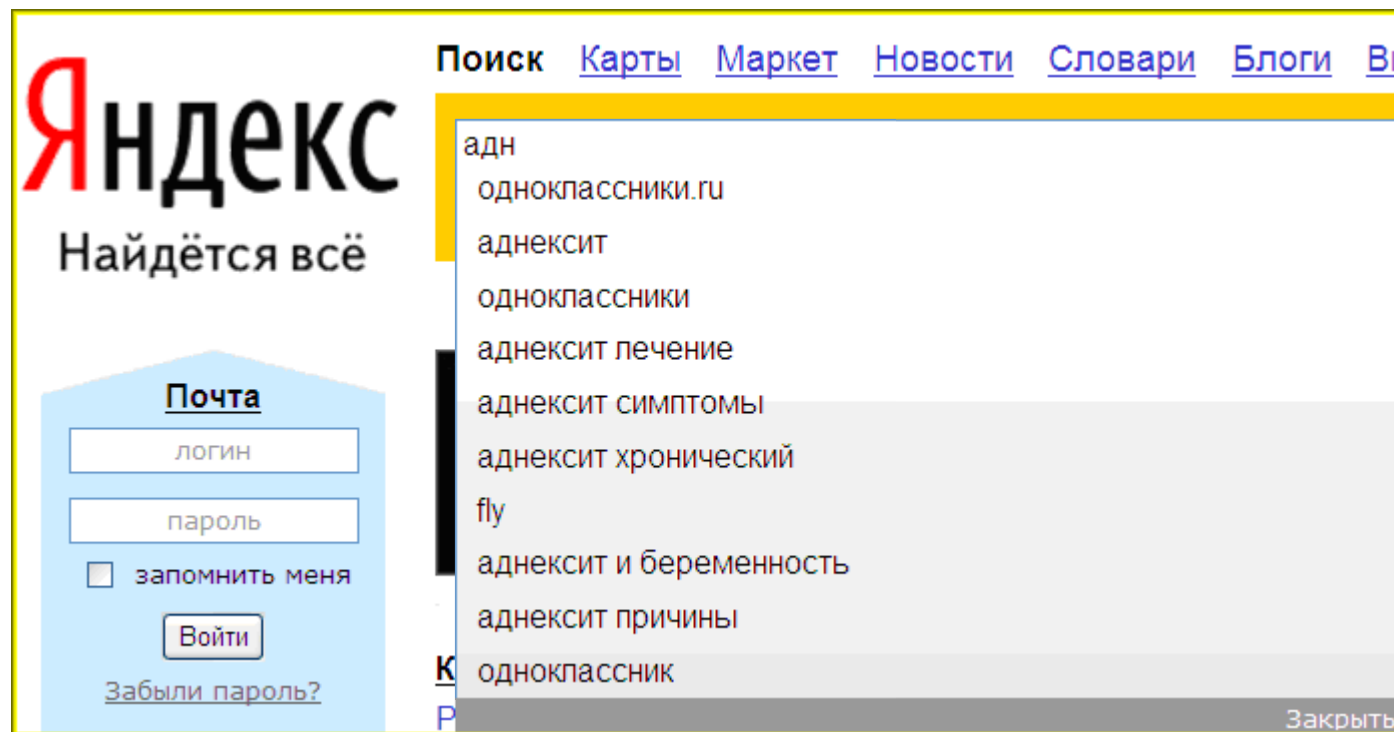 Яндекс
Найдётся всё
Поиск Карты Маркет Новости Словари Блоги
адн
одноклассники.ru
аднексит
одноклассники
аднексит лечение
аднексит симптомы
аднексит хронический
fly
аднексит и беременность
аднексит причины
одноклассник
Закрыть
Почта
логин
пароль
запомнить меня
Войти
Забыли пароль?